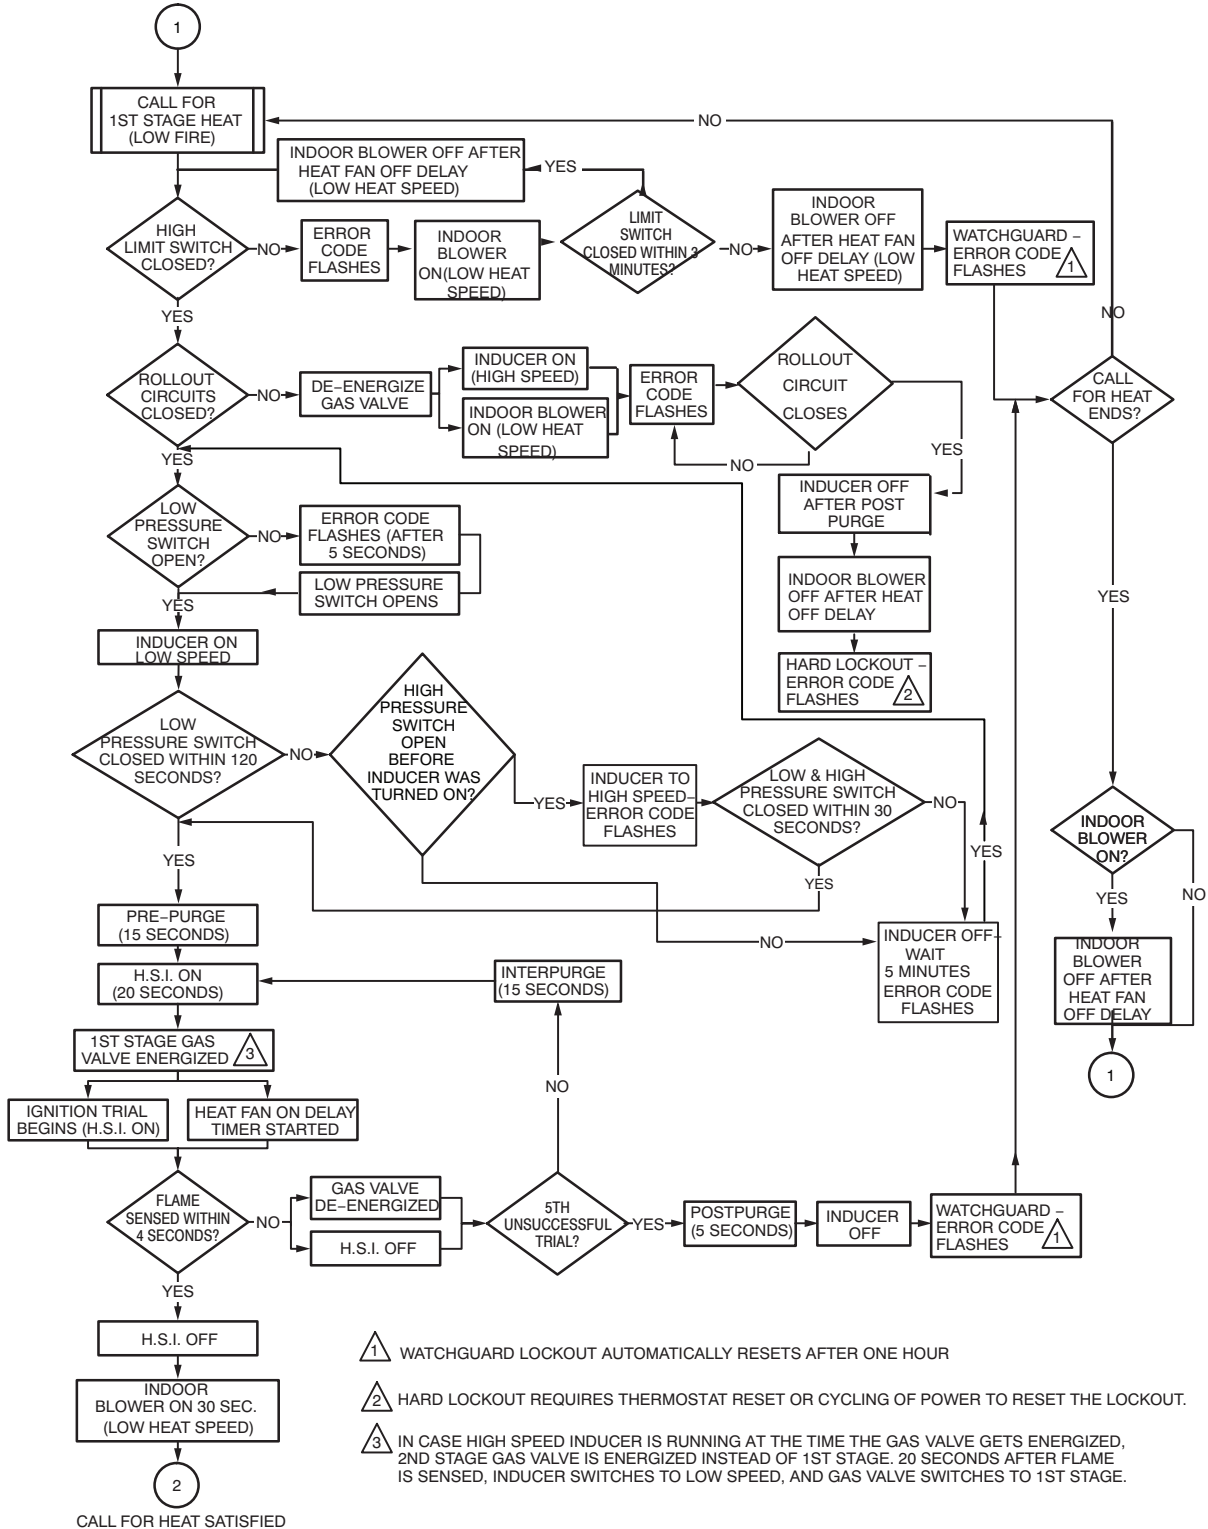 1
CALL FOR
1ST STAGE HEAT
(LOW FIRE)
NO
INDOOR BLOWER OFF AFTER
HEAT FAN OFF DELAY
(LOW HEAT SPEED)
YES
HIGH
LIMIT SWITCH
CLOSED?
NO
ERROR
CODE
FLASHES
INDOOR
BLOWER
ON(LOW HEAT
SPEED)
LIMIT
SWITCH
CLOSED WITHIN 3
MINUTES?
NO
INDOOR
BLOWER OFF
AFTER HEAT FAN
OFF DELAY (LOW
HEAT SPEED)
WATCHGUARD –
ERROR CODE
FLASHES
1
YES
NO
ROLLOUT
CIRCUITS
CLOSED?
NO
DE–ENERGIZE
GAS VALVE
INDUCER ON
(HIGH SPEED)
INDOOR BLOWER
ON (LOW HEAT
SPEED)
ERROR
CODE
FLASHES
ROLLOUT
CIRCUIT
CLOSES
NO
YES
CALL
FOR HEAT
ENDS?
YES
LOW
PRESSURE
SWITCH
OPEN?
NO
ERROR CODE
FLASHES (AFTER
5 SECONDS)
LOW PRESSURE
SWITCH OPENS
INDUCER OFF
AFTER POST
PURGE
INDOOR BLOWER
OFF AFTER HEAT
OFF DELAY
HARD LOCKOUT –
ERROR CODE
FLASHES
2
YES
YES
INDUCER ON
LOW SPEED
LOW
PRESSURE SWITCH
CLOSED WITHIN 120
SECONDS?
NO
HIGH
PRESSURE
SWITCH
OPEN
BEFORE
INDUCER WAS
TURNED ON?
YES
INDUCER TO
HIGH SPEED–
ERROR CODE
FLASHES
LOW & HIGH
PRESSURE SWITCH
CLOSED WITHIN 30
SECONDS?
NO
YES
YES
INDOOR
BLOWER
ON?
YES
NO
YES
NO
INDUCER OFF–
WAIT
5 MINUTES
ERROR CODE
FLASHES
INDOOR
BLOWER
OFF AFTER
HEAT FAN
OFF DELAY
1
PRE–PURGE
(15 SECONDS)
H.S.I. ON
(20 SECONDS)
INTERPURGE
(15 SECONDS)
1ST STAGE GAS
VALVE ENERGIZED
3
NO
IGNITION TRIAL
BEGINS (H.S.I. ON)
HEAT FAN ON DELAY
TIMER STARTED
FLAME
SENSED WITHIN
4 SECONDS?
NO
GAS VALVE
DE–ENERGIZED
H.S.I. OFF
5TH
UNSUCCESSFUL
TRIAL?
YES
POSTPURGE
(5 SECONDS)
INDUCER
OFF
WATCHGUARD –
ERROR CODE
FLASHES
1
YES
H.S.I. OFF
INDOOR
BLOWER ON 30 SEC.
(LOW HEAT SPEED)
2
CALL FOR HEAT SATISFIED
1 WATCHGUARD LOCKOUT AUTOMATICALLY RESETS AFTER ONE HOUR
2 HARD LOCKOUT REQUIRES THERMOSTAT RESET OR CYCLING OF POWER TO RESET THE LOCKOUT.
3 IN CASE HIGH SPEED INDUCER IS RUNNING AT THE TIME THE GAS VALVE GETS ENERGIZED,
2ND STAGE GAS VALVE IS ENERGIZED INSTEAD OF 1ST STAGE. 20 SECONDS AFTER FLAME
IS SENSED, INDUCER SWITCHES TO LOW SPEED, AND GAS VALVE SWITCHES TO 1ST STAGE.